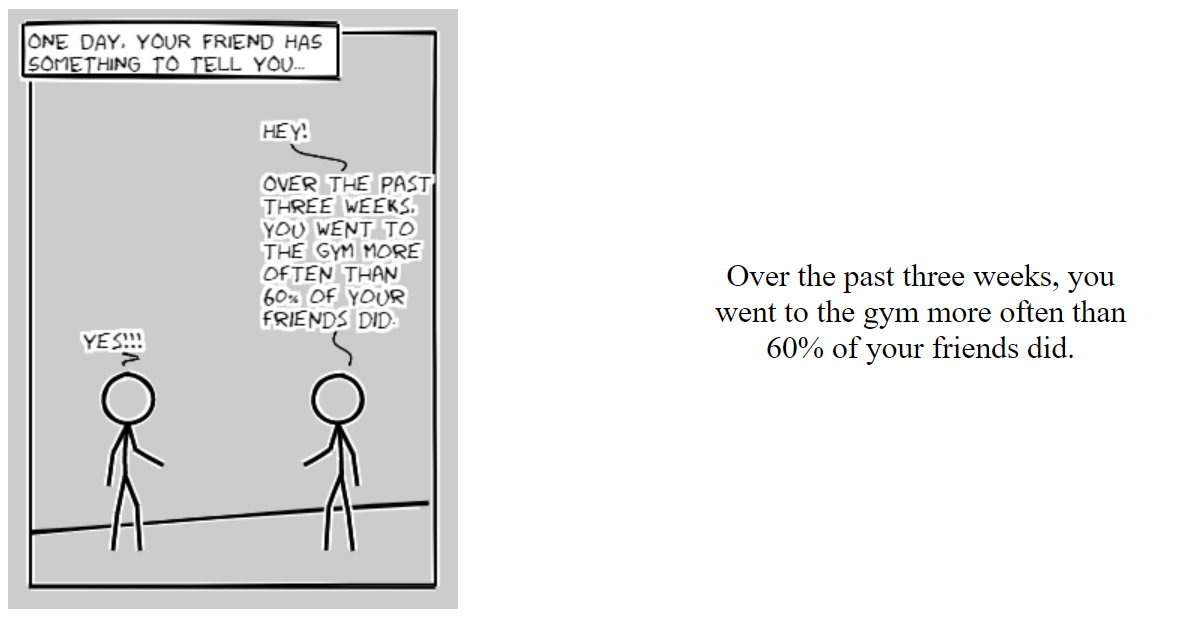 ONE DAY, YOUR FRIEND HAS
SOMETHING TO TELL YOU...
HEY!
OVER THE PAST
THREE WEEKS,
YOU WENT TO
THE GYM MORE
OFTEN THAN
60% OF YOUR
FRIENDS DID.
YES!!!
Over the past three weeks, you
went to the gym more often than
60% of your friends did.